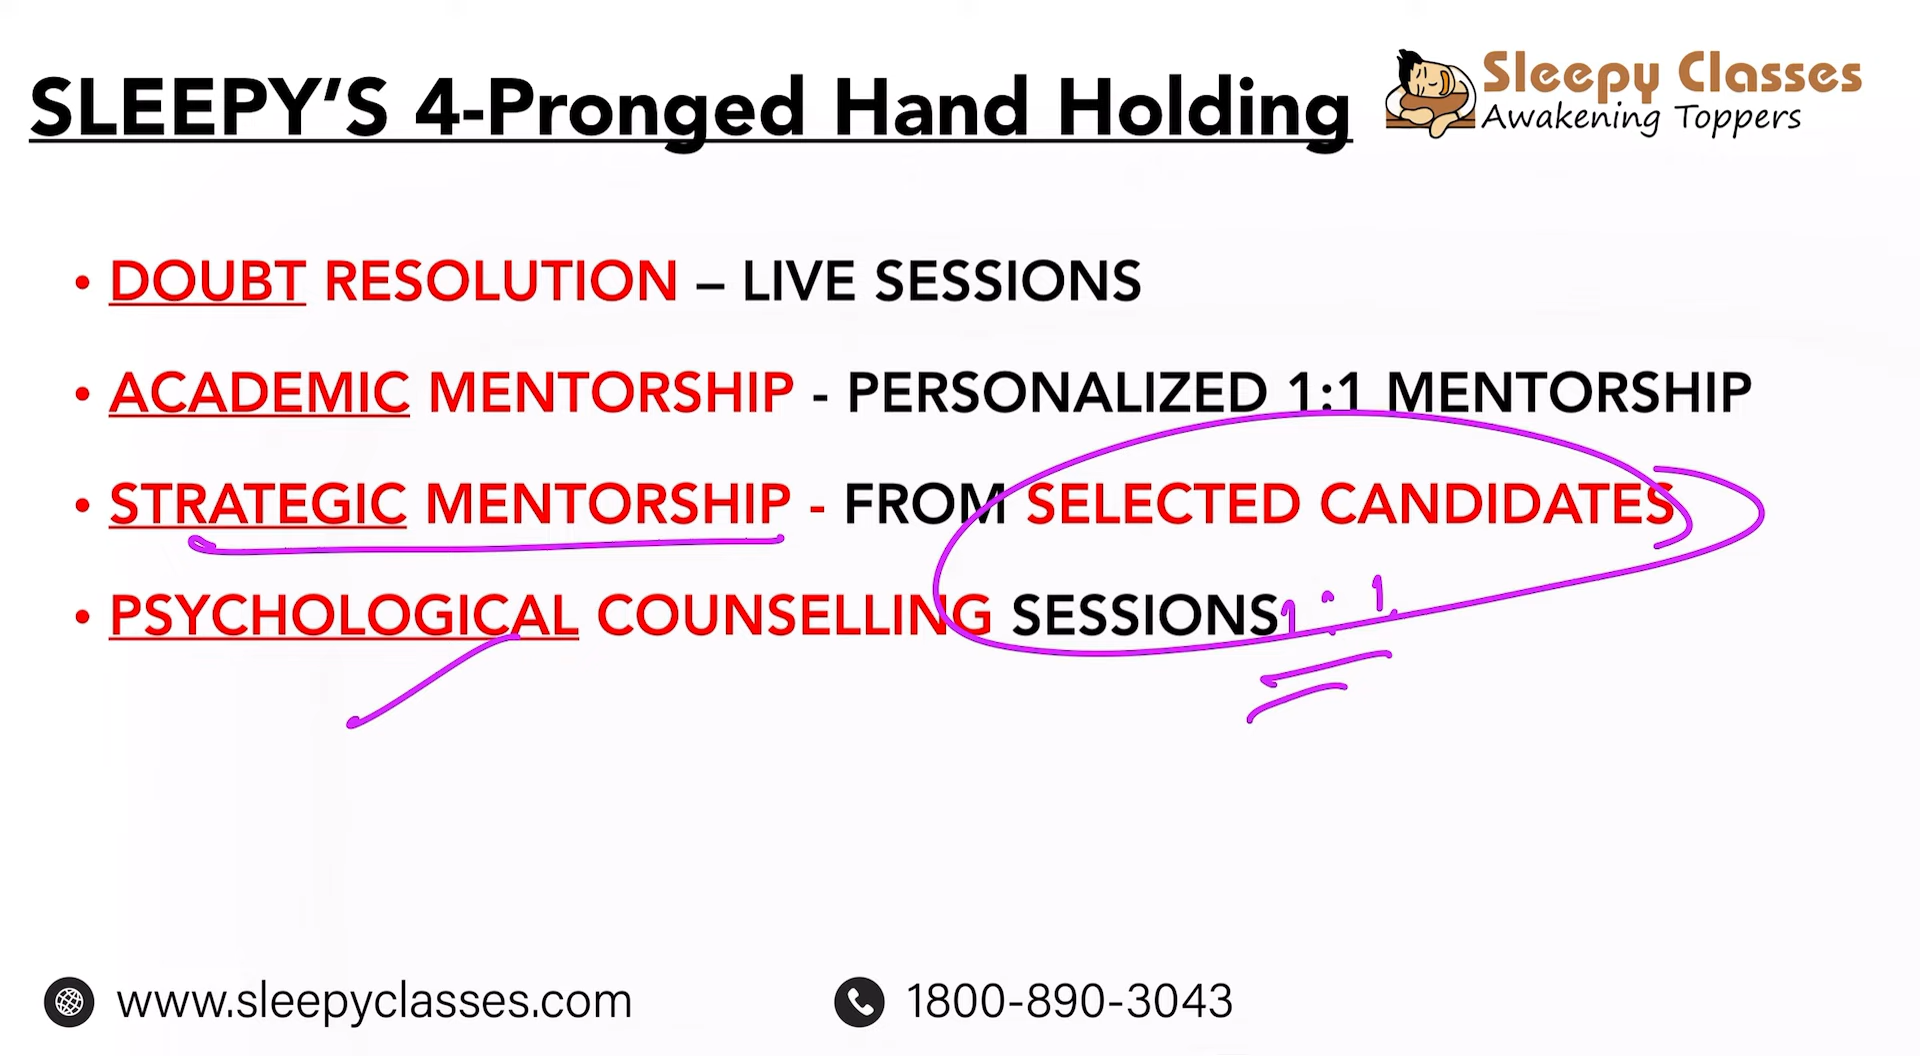 SLEEPY'S 4-Pronged Hand Holding
Sleepy Classes
Awakening Toppers
• DOUBT RESOLUTION – LIVE SESSIONS
• ACADEMIC MENTORSHIP - PERSONALIZED 1:1 MENTORSHIP
• STRATEGIC MENTORSHIP - FROM SELECTED CANDIDATES
• PSYCHOLOGICAL COUNSELLING SESSIONS 1:1
www.sleepyclasses.com
1800-890-3043